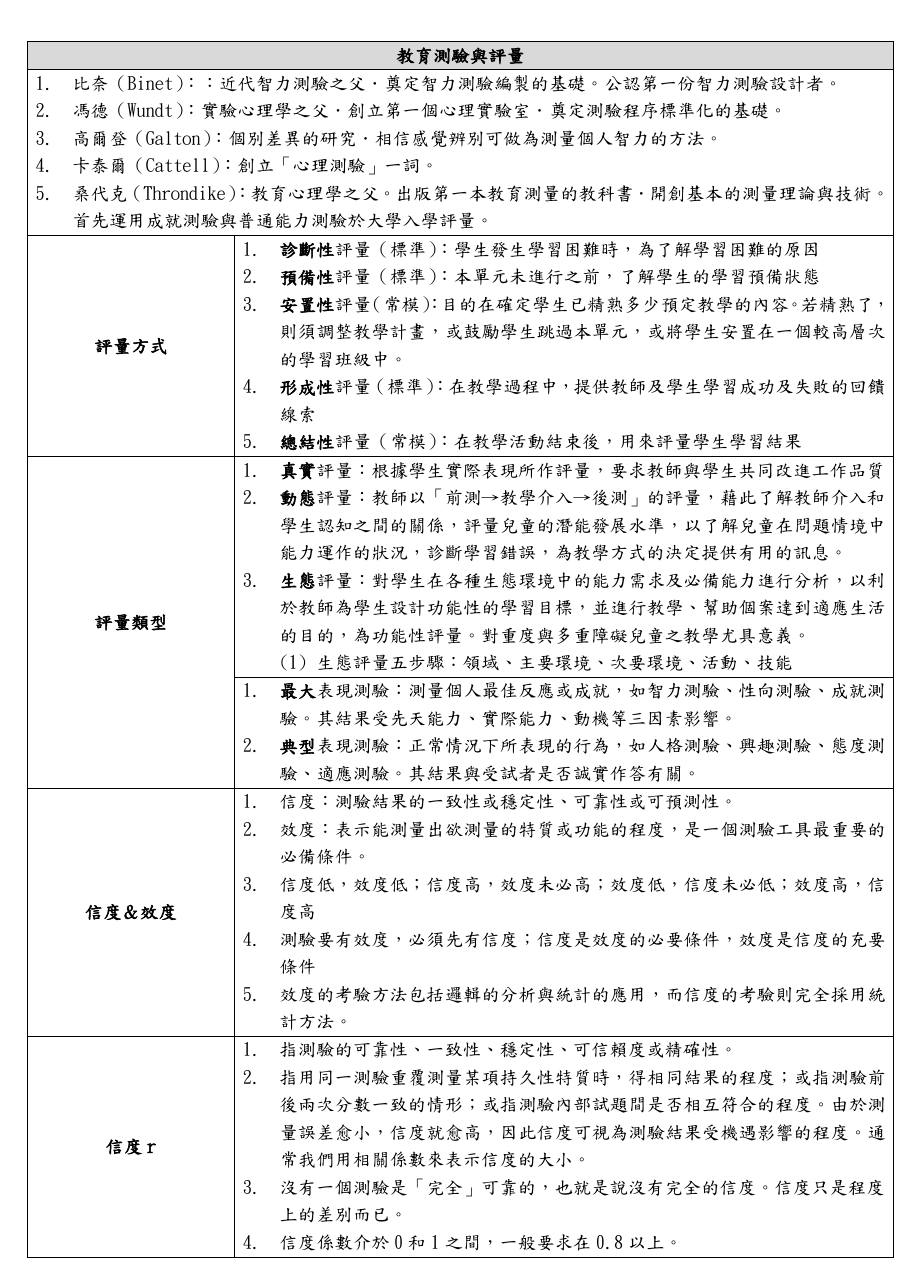 教育測驗與評量
1. 比奈（Binet）：：近代智力測驗之父．奠定智力測驗編製的基礎。公認第一份智力測驗設計者。
2. 馮德（Wundt）：實驗心理學之父．創立第一個心理實驗室．奠定測驗程序標準化的基礎。
3. 高爾登（Galton）：個別差異的研究．相信感覺辨別可做為測量個人智力的方法。
4. 卡泰爾（Cattell）：創立「心理測驗」一詞。
5. 桑代克（Throndike）：教育心理學之父。出版第一本教育測量的教科書．開創基本的測量理論與技術。
首先運用成就測驗與普通能力測驗於大學入學評量。
評量方式
1. 診斷性評量（標準）：學生發生學習困難時，為了解學習困難的原因
2. 預備性評量（標準）：本單元未進行之前，了解學生的學習預備狀態
3. 安置性評量（常模）：目的在確定學生已精熟多少預定教學的內容。若精熟了，
則須調整教學計畫，或鼓勵學生跳過本單元，或將學生安置在一個較高層次
的學習班級中。
4. 形成性評量（標準）：在教學過程中，提供教師及學生學習成功及失敗的回饋
線索
5. 總結性評量（常模）：在教學活動結束後，用來評量學生學習結果
評量類型
1. 真實評量：根據學生實際表現所作評量，要求教師與學生共同改進工作品質
2. 動態評量：教師以「前測→教學介入→後測」的評量，藉此了解教師介入和
學生認知之間的關係，評量兒童的潛能發展水準，以了解兒童在問題情境中
能力運作的狀況，診斷學習錯誤，為教學方式的決定提供有用的訊息。
3. 生態評量：對學生在各種生態環境中的能力需求及必備能力進行分析，以利
於教師為學生設計功能性的學習目標，並進行教學、幫助個案達到適應生活
的目的，為功能性評量。對重度與多重障礙兒童之教學尤具意義。
(1) 生態評量五步驟：領域、主要環境、次要環境、活動、技能
1. 最大表現測驗：測量個人最佳反應或成就，如智力測驗、性向測驗、成就測
驗。其結果受先天能力、實際能力、動機等三因素影響。
2. 典型表現測驗：正常情況下所表現的行為，如人格測驗、興趣測驗、態度測
驗、適應測驗。其結果與受試者是否誠實作答有關。
信度＆效度
1. 信度：測驗結果的一致性或穩定性、可靠性或可預測性。
2. 效度：表示能測量出欲測量的特質或功能的程度，是一個測驗工具最重要的
必備條件。
3. 信度低，效度低；信度高，效度未必高；效度低，信度未必低；效度高，信
度高
4. 測驗要有效度，必須先有信度；信度是效度的必要條件，效度是信度的充要
條件
5. 效度的考驗方法包括邏輯的分析與統計的應用，而信度的考驗則完全採用統
計方法。
信度 r
1. 指測驗的可靠性、一致性、穩定性、可信賴度或精確性。
2. 指用同一測驗重覆測量某項持久性特質時，得相同結果的程度；或指測驗前
後兩次分數一致的情形；或指測驗內部試題間是否相互符合的程度。由於測
量誤差愈小，信度就愈高，因此信度可視為測驗結果受機遇影響的程度。通
常我們用相關係數來表示信度的大小。
3. 沒有一個測驗是「完全」可靠的，也就是說沒有完全的信度。信度只是程度
上的差別而已。
4. 信度係數介於 0 和 1 之間，一般要求在 0.8 以上。